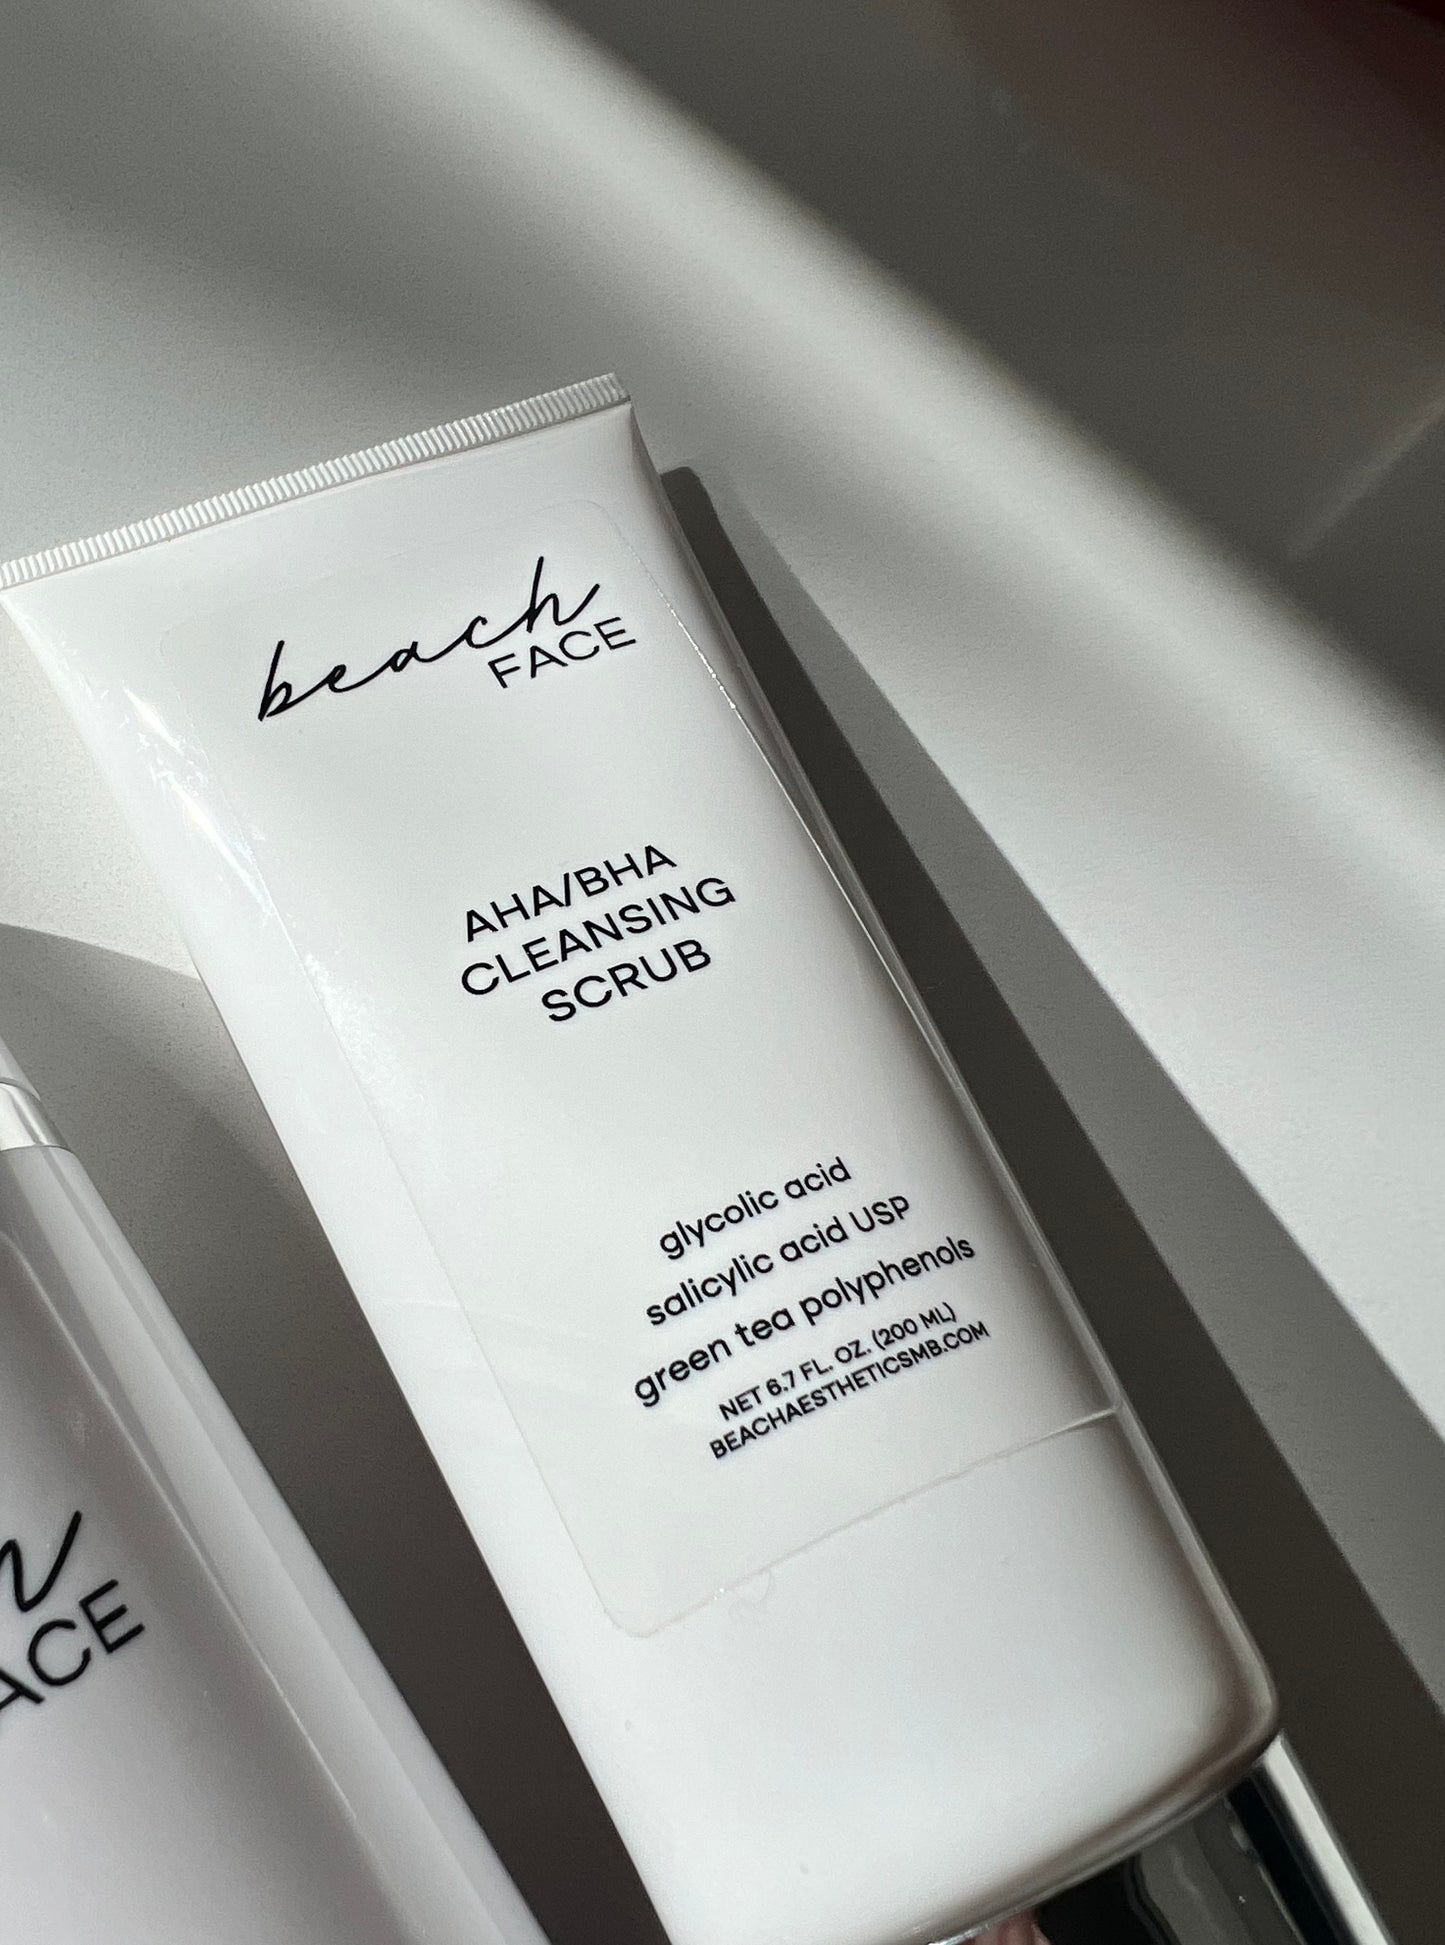 beach
FACE
AHA/BHA
CLEANSING
SCRUB
glycolic acid
salicylic acid USP
green tea polyphenols
NET 6.7 FL. OZ. (200 ML)
BEACHAESTHETICSMB.COM
h
ACE